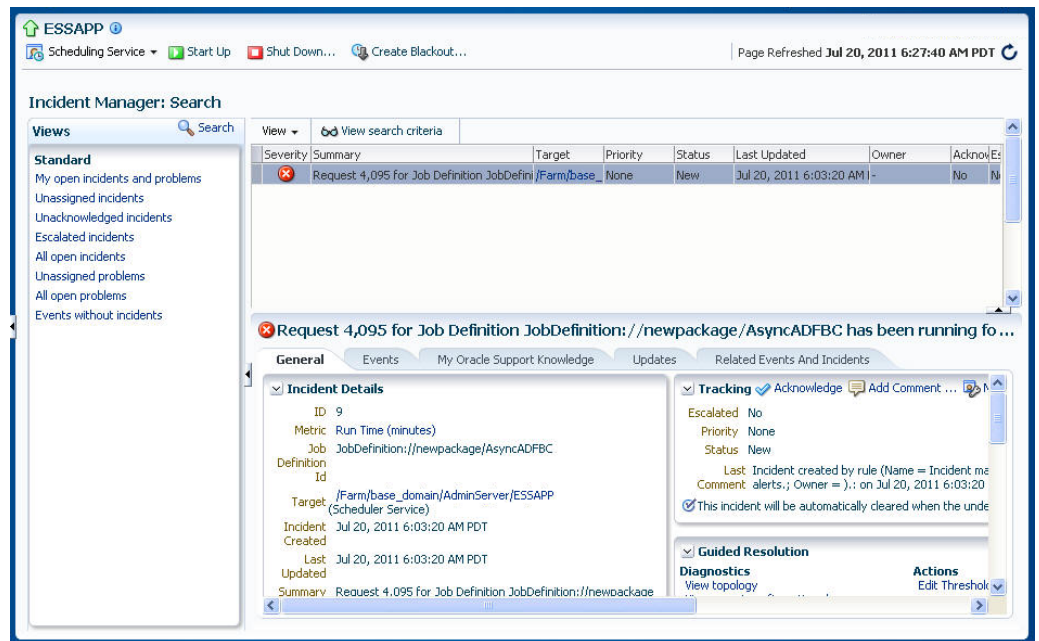 ESSAPP
Scheduling Service Start Up Shut Down... Create Blackout... Page Refreshed Jul 20, 2011 6:27:40 AM PDT
Incident Manager: Search
Views Search
Standard
My open incidents and problems
Unassigned incidents
Unacknowledged incidents
Escalated incidents
All open incidents
Unassigned problems
All open problems
Events without incidents
View View search criteria
Severity Summary Target Priority Status Last Updated Owner Acknov Es
Request 4,095 for Job Definition JobDefini /Farm/base_ None New Jul 20, 2011 6:03:20 AM - No
Request 4,095 for Job Definition JobDefinition://newpackage/AsyncADFBC has been running fo ...
General Events My Oracle Support Knowledge Updates Related Events And Incidents
Incident Details
ID 9
Metric Run Time (minutes)
Job Definition Id JobDefinition://newpackage/AsyncADFBC
Target /Farm/base_domain/AdminServer/ESSAPP
(Scheduler Service)
Incident Created Jul 20, 2011 6:03:20 AM PDT
Last Updated Jul 20, 2011 6:03:20 AM PDT
Summary Request 4,095 for Job Definition JobDefinition://newpackage
Tracking Acknowledge Add Comment ...
Escalated No
Priority None
Status New
Last Comment Incident created by rule (Name = Incident ma
alerts.; Owner = ).: on Jul 20, 2011 6:03:20
This incident will be automatically cleared when the unde
Guided Resolution
Diagnostics Actions
View topology Edit Threshold